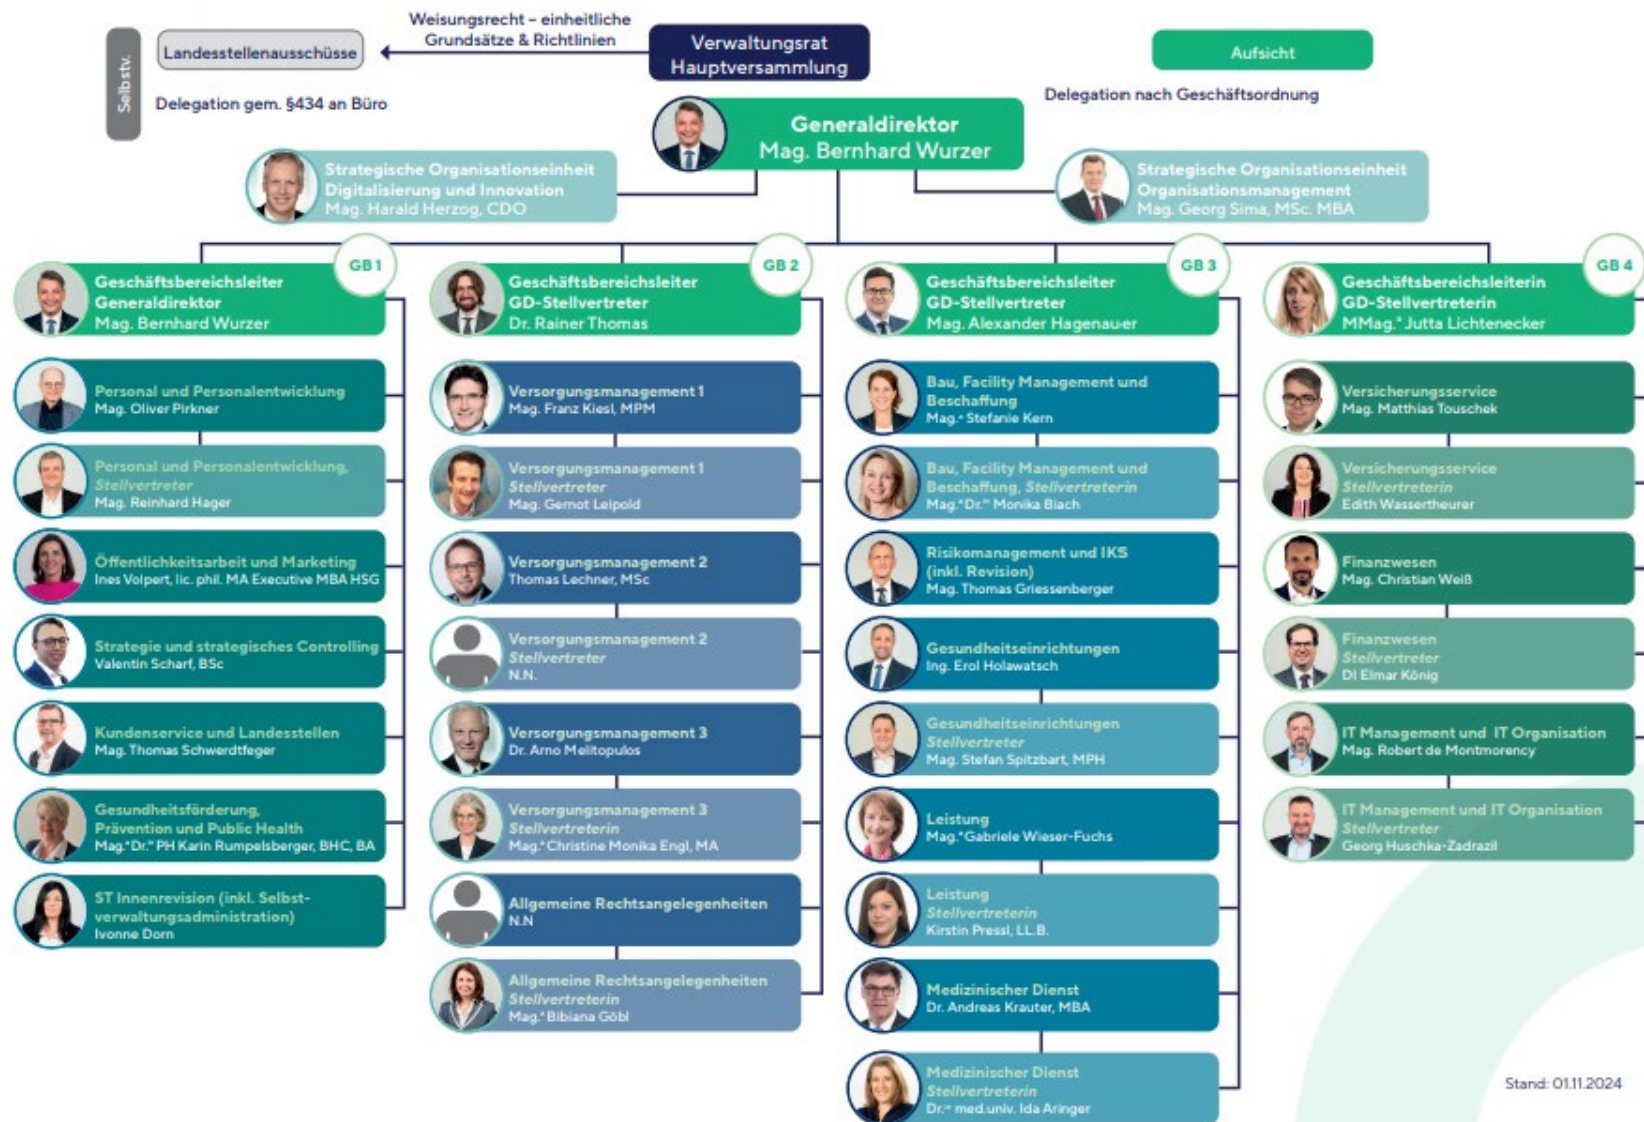 Selbstv.
Landesstellenausschüsse
Weisungsrecht – einheitliche
Grundsätze & Richtlinien
Verwaltungsrat
Hauptversammlung
Aufsicht
Delegation gem. §434 an Büro
Delegation nach Geschäftsordnung
Generaldirektor
Mag. Bernhard Wurzer
Strategische Organisationseinheit
Digitalisierung und Innovation
Mag. Harald Herzog, CDO
Strategische Organisationseinheit
Organisationsmanagement
Mag. Georg Sima, MSc. MBA
GB 1
Geschäftsbereichsleiter
Generaldirektor
Mag. Bernhard Wurzer
Personal und Personalentwicklung
Mag. Oliver Pirkner
Personal und Personalentwicklung,
Stellvertreter
Mag. Reinhard Hager
Öffentlichkeitsarbeit und Marketing
Ines Volpert, lic. phil. MA Executive MBA HSG
Strategie und strategisches Controlling
Valentin Scharf, BSc
Kundenservice und Landesstellen
Mag. Thomas Schwerdtfeger
Gesundheitsförderung,
Prävention und Public Health
Mag.ᵃ Dr.ⁱⁿ PH Karin Rumpelsberger, BHC, BA
ST Innenrevision (inkl. Selbst-
verwaltungsadministration)
Ivonne Dorn
GB 2
Geschäftsbereichsleiter
GD-Stellvertreter
Dr. Rainer Thomas
Versorgungsmanagement 1
Mag. Franz Kiesl, MPM
Versorgungsmanagement 1
Stellvertreter
Mag. Gernot Leipold
Versorgungsmanagement 2
Thomas Lechner, MSc
Versorgungsmanagement 2
Stellvertreter
N.N.
Versorgungsmanagement 3
Dr. Arno Melitopulos
Versorgungsmanagement 3
Stellvertreterin
Mag.ᵃ Christine Monika Engl, MA
Allgemeine Rechtsangelegenheiten
N.N
Allgemeine Rechtsangelegenheiten
Stellvertreterin
Mag.ᵃ Bibiana Göbl
GB 3
Geschäftsbereichsleiter
GD-Stellvertreter
Mag. Alexander Hagenauer
Bau, Facility Management und
Beschaffung
Mag.ᵃ Stefanie Kern
Bau, Facility Management und
Beschaffung, Stellvertreterin
Mag.ᵃ Dr.ⁱⁿ Monika Biach
Risikomanagement und IKS
(inkl. Revision)
Mag. Thomas Griessenberger
Gesundheitseinrichtungen
Ing. Erol Holawatsch
Gesundheitseinrichtungen
Stellvertreter
Mag. Stefan Spitzbart, MPH
Leistung
Mag.ᵃ Gabriele Wieser-Fuchs
Leistung
Stellvertreterin
Kirstin Pressl, LL.B.
Medizinischer Dienst
Dr. Andreas Krauter, MBA
Medizinischer Dienst
Stellvertreterin
Dr.ⁱⁿ med.univ. Ida Aringer
GB 4
Geschäftsbereichsleiterin
GD-Stellvertreterin
MMag.ᵃ Jutta Lichtenecker
Versicherungsservice
Mag. Matthias Touschek
Versicherungsservice
Stellvertreterin
Edith Wassertheurer
Finanzwesen
Mag. Christian Weiß
Finanzwesen
Stellvertreter
DI Elmar König
IT Management und IT Organisation
Mag. Robert de Montmorency
IT Management und IT Organisation
Stellvertreter
Georg Huschka-Zadrazil
Stand: 01.11.2024